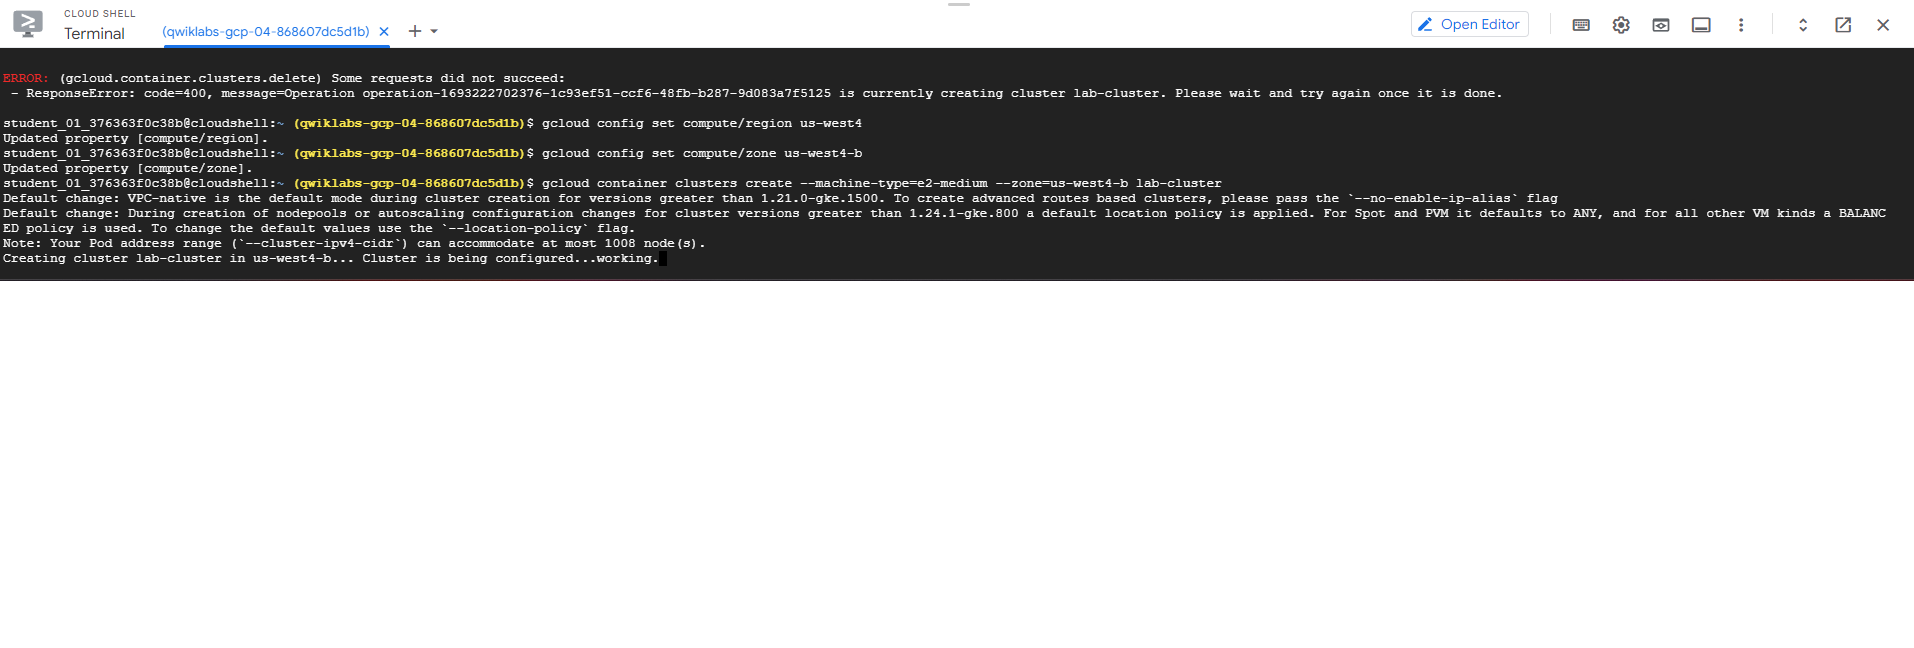 CLOUD SHELL
Terminal
(qwiklabs-gcp-04-868607dc5d1b)
Open Editor
ERROR: (gcloud.container.clusters.delete) Some requests did not succeed:
- ResponseError: code=400, message=Operation operation-1693222702376-1c93ef51-ccf6-48fb-b287-9d083a7f5125 is currently creating cluster lab-cluster. Please wait and try again once it is done.
student_01_376363f0c38b@cloudshell:~ (qwiklabs-gcp-04-868607dc5d1b)$ gcloud config set compute/region us-west4
Updated property [compute/region].
student_01_376363f0c38b@cloudshell:~ (qwiklabs-gcp-04-868607dc5d1b)$ gcloud config set compute/zone us-west4-b
Updated property [compute/zone].
student_01_376363f0c38b@cloudshell:~ (qwiklabs-gcp-04-868607dc5d1b)$ gcloud container clusters create --machine-type=e2-medium --zone=us-west4-b lab-cluster
Default change: VPC-native is the default mode during cluster creation for versions greater than 1.21.0-gke.1500. To create advanced routes based clusters, please pass the `--no-enable-ip-alias` flag
Default change: During creation of nodepools or autoscaling configuration changes for cluster versions greater than 1.24.1-gke.800 a default location policy is applied. For Spot and PVM it defaults to ANY, and for all other VM kinds a BALANC
ED policy is used. To change the default values use the `--location-policy` flag.
Note: Your Pod address range (`--cluster-ipv4-cidr`) can accommodate at most 1008 node(s).
Creating cluster lab-cluster in us-west4-b... Cluster is being configured...working.